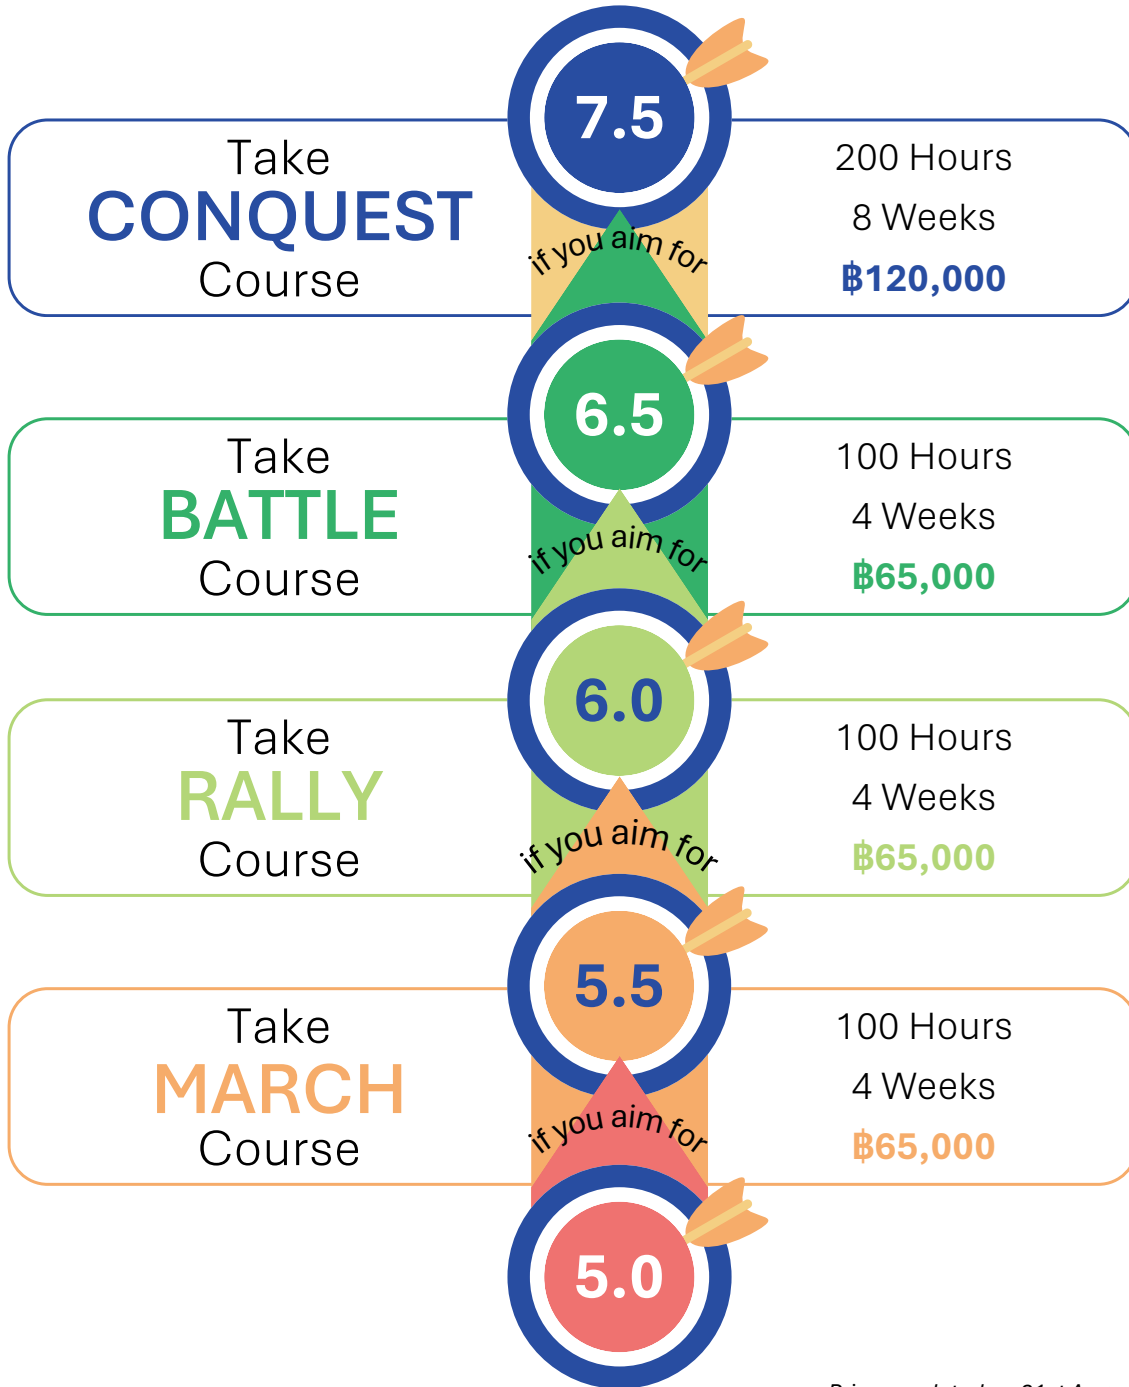 7.5
Take
CONQUEST
Course
200 Hours
8 Weeks
฿120,000
if you aim for
6.5
Take
BATTLE
Course
100 Hours
4 Weeks
฿65,000
if you aim for
6.0
Take
RALLY
Course
100 Hours
4 Weeks
฿65,000
if you aim for
5.5
Take
MARCH
Course
100 Hours
4 Weeks
฿65,000
if you aim for
5.0